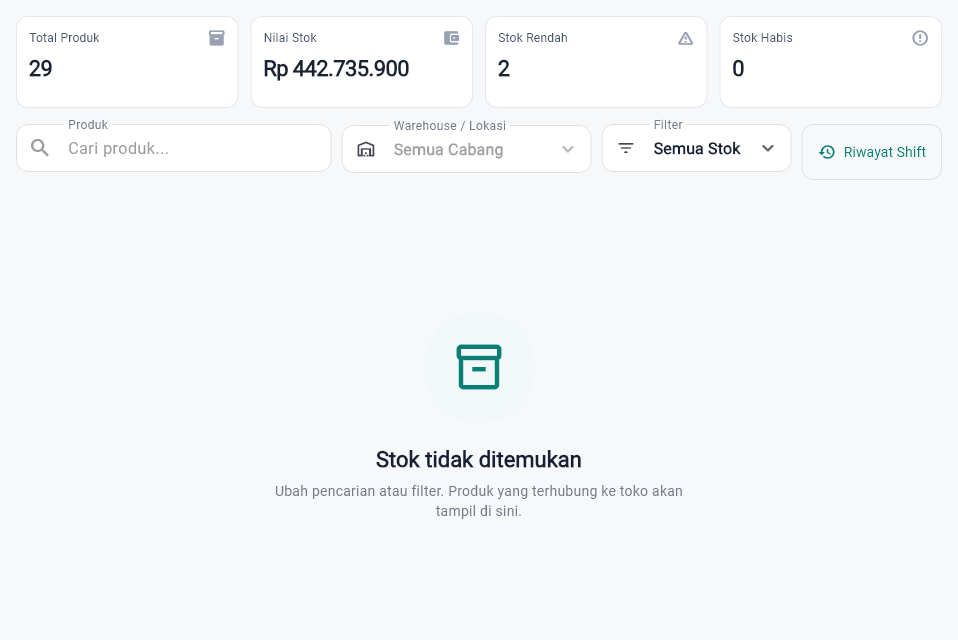 Total Produk
29
Nilai Stok
Rp 442.735.900
Stok Rendah
2
Stok Habis
0
Produk
Cari produk...
Warehouse / Lokasi
Semua Cabang
Filter
Semua Stok
Riwayat Shift
Stok tidak ditemukan
Ubah pencarian atau filter. Produk yang terhubung ke toko akan
tampil di sini.